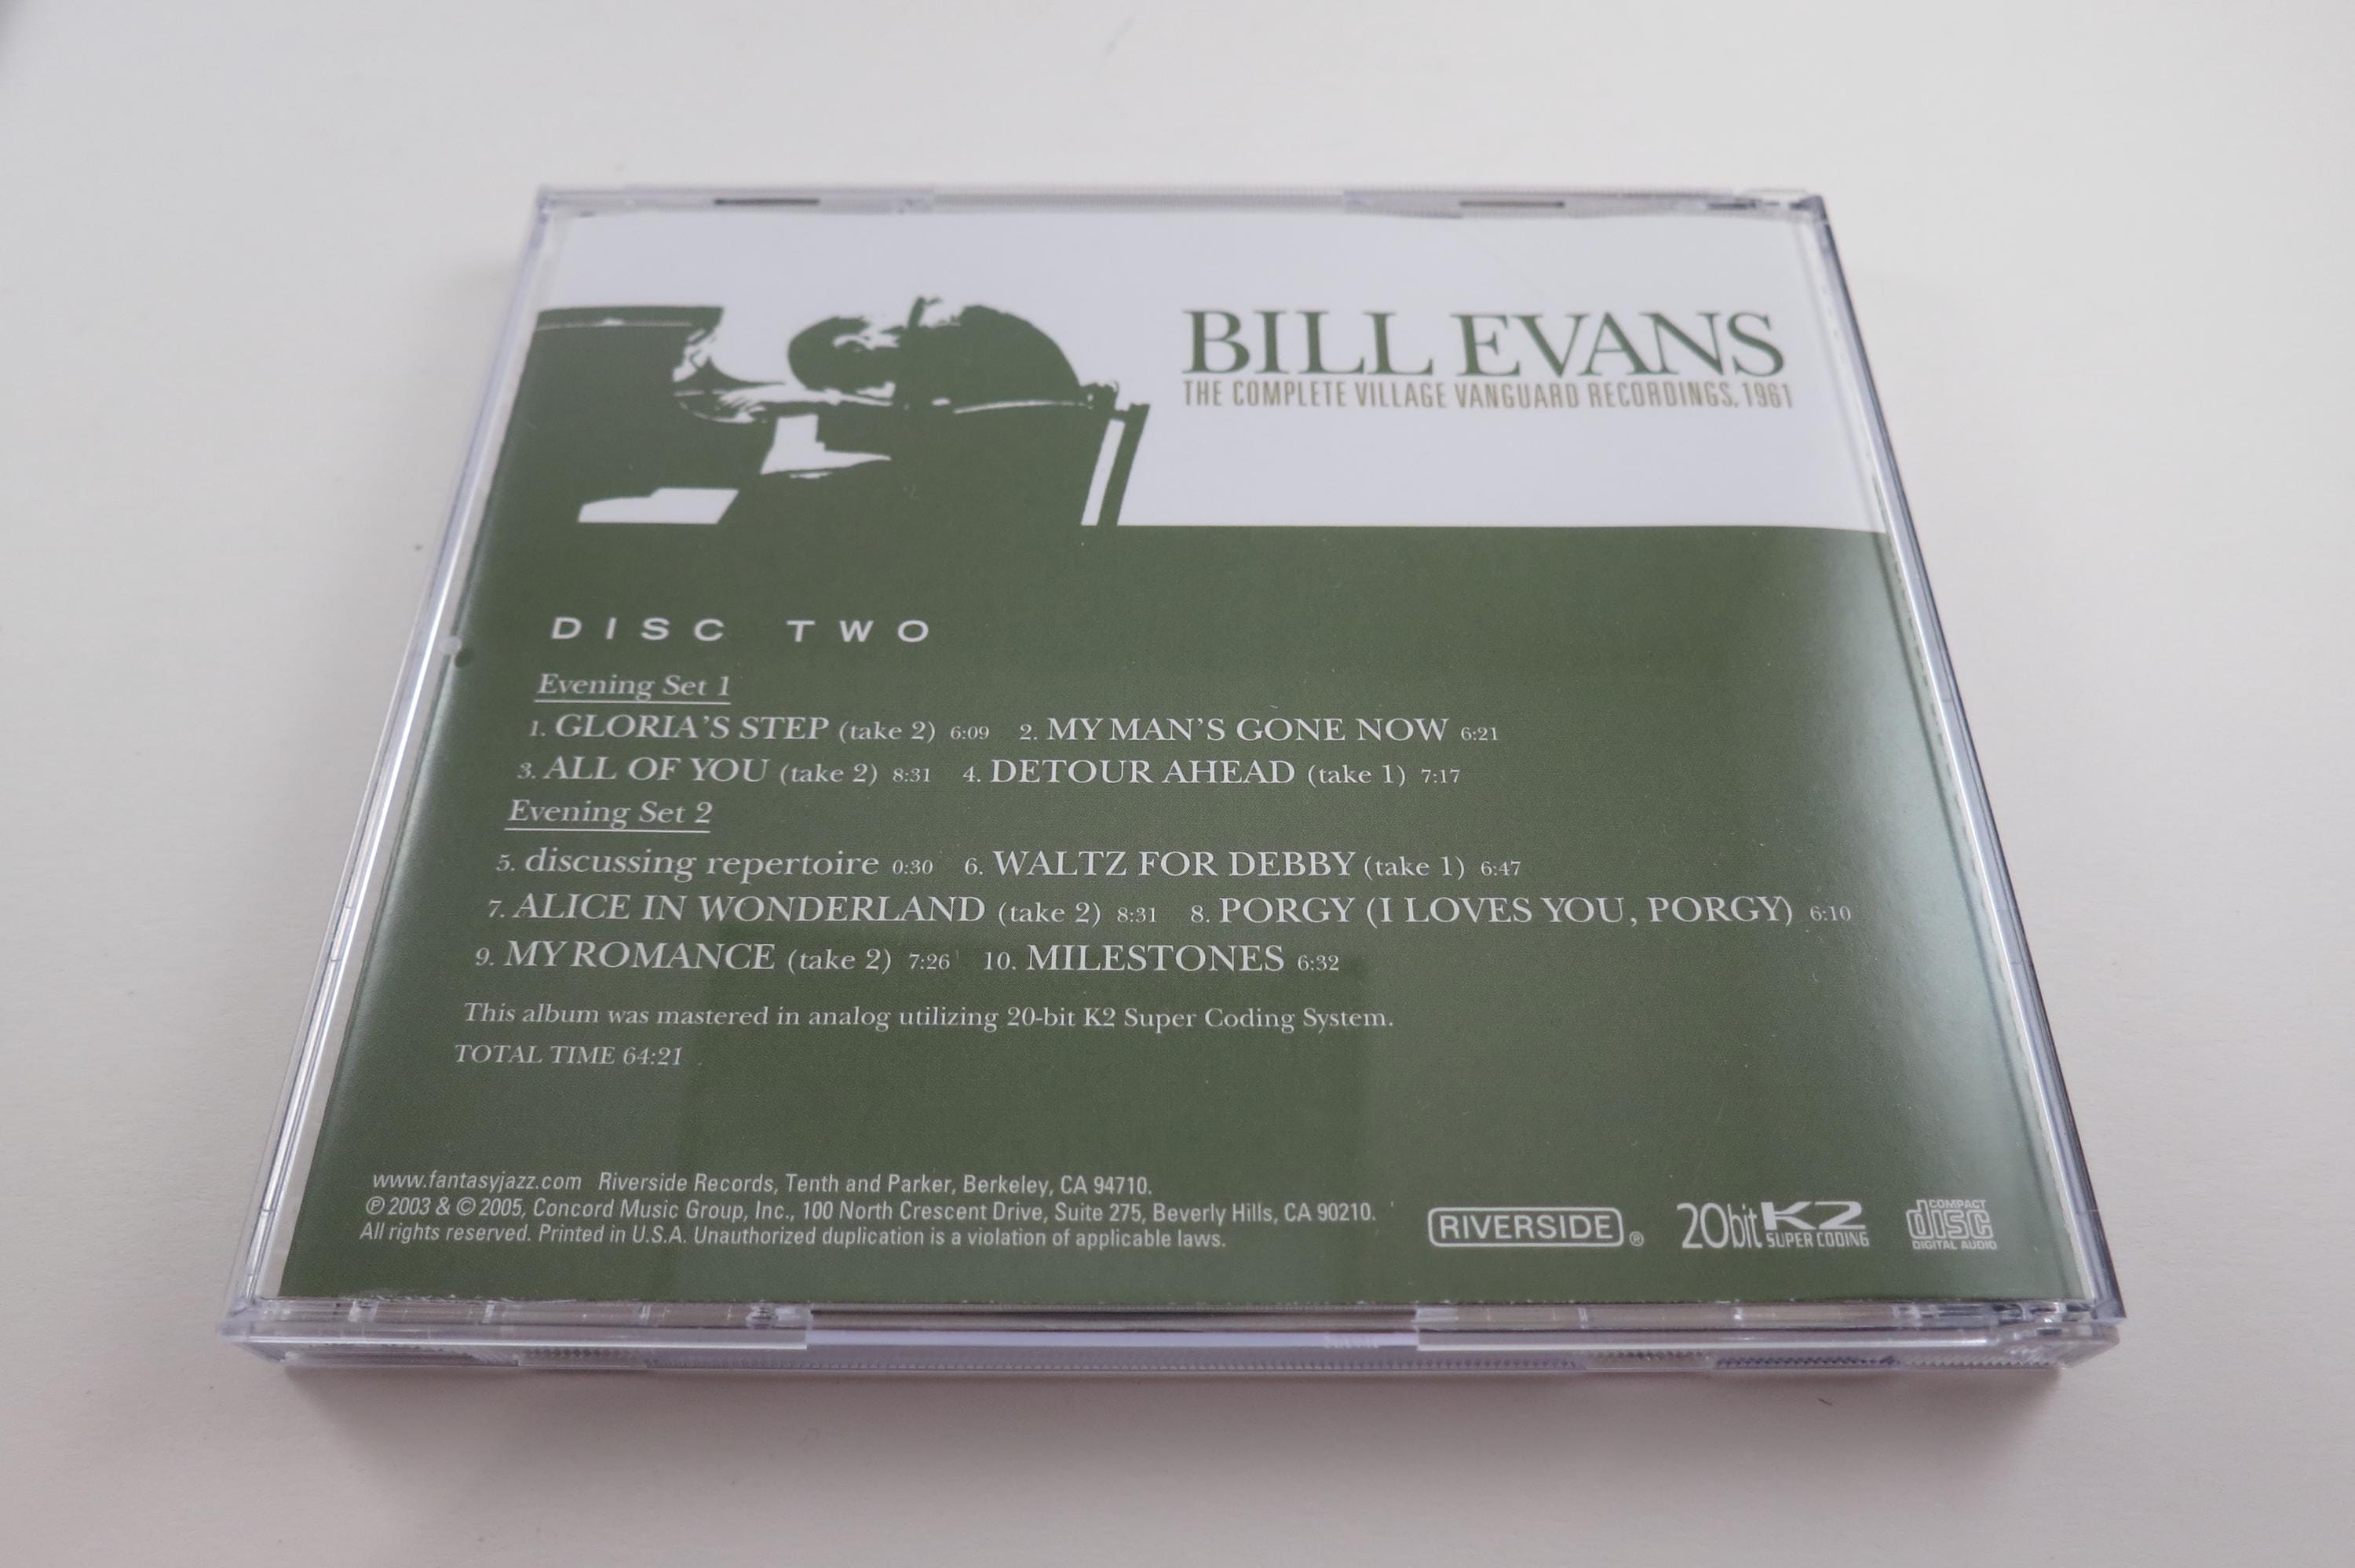 BILL EVANS
THE COMPLETE VILLAGE VANGUARD RECORDINGS, 1961
DISC TWO
Evening Set 1
1. GLORIA'S STEP (take 2) 6:09 2. MY MAN'S GONE NOW 6:21
3. ALL OF YOU (take 2) 8:31 4. DETOUR AHEAD (take 1) 7:17
Evening Set 2
5. discussing repertoire 0:30 6. WALTZ FOR DEBBY (take 1) 6:47
7. ALICE IN WONDERLAND (take 2) 8:31 8. PORGY (I LOVES YOU, PORGY) 6:10
9. MY ROMANCE (take 2) 7:26 10. MILESTONES 6:32
This album was mastered in analog utilizing 20-bit K2 Super Coding System.
TOTAL TIME 64:21
www.fantasyjazz.com Riverside Records, Tenth and Parker, Berkeley, CA 94710.
℗ 2003 & © 2005, Concord Music Group, Inc., 100 North Crescent Drive, Suite 275, Beverly Hills, CA 90210.
All rights reserved. Printed in U.S.A. Unauthorized duplication is a violation of applicable laws.
RIVERSIDE ®
20bit K2
SUPER CODING
COMPACT
disc
DIGITAL AUDIO